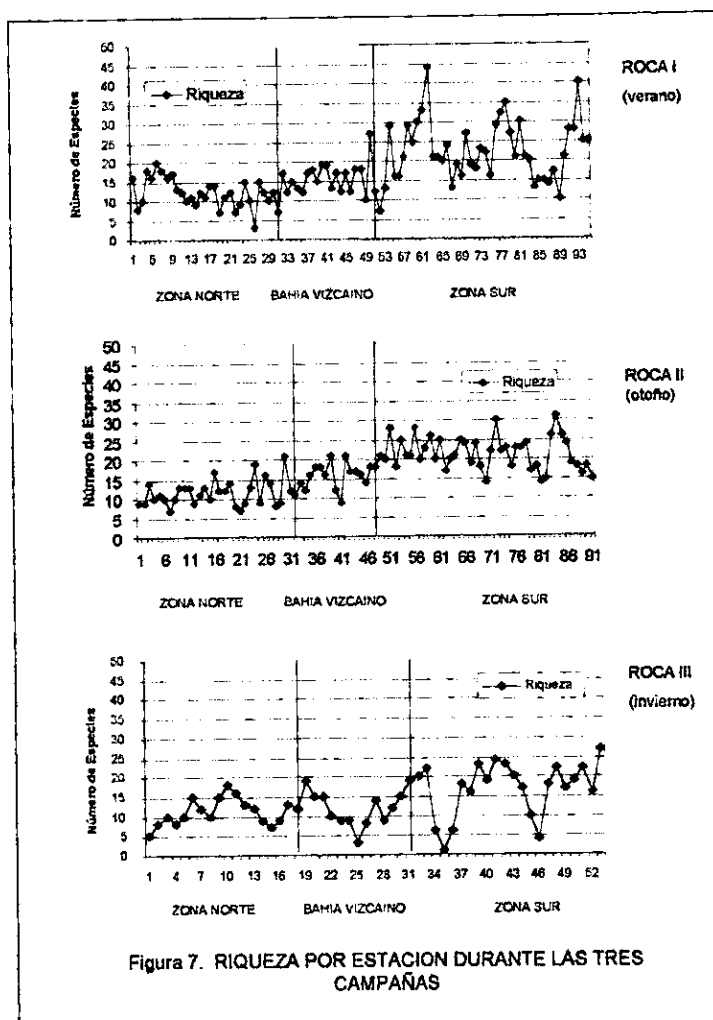 ROCA I
(verano)
Riqueza
Número de Especies
50
45
40
35
30
25
20
15
10
5
0
1 5 9 13 17 21 25 29 33 37 41 45 49 53 57 61 65 69 73 77 81 85 89 93
ZONA NORTE BAHIA VIZCAINO ZONA SUR
ROCA II
(otoño)
Riqueza
Número de Especies
50
45
40
35
30
25
20
15
10
5
0
1 6 11 16 21 26 31 36 41 46 51 56 61 66 71 76 81 86 91
ZONA NORTE BAHIA VIZCAINO ZONA SUR
ROCA III
(invierno)
Riqueza
Número de Especies
50
45
40
35
30
25
20
15
10
5
0
1 4 7 10 13 16 19 22 25 28 31 34 37 40 43 46 49 52
ZONA NORTE BAHIA VIZCAINO ZONA SUR
Figura 7. RIQUEZA POR ESTACION DURANTE LAS TRES
CAMPAÑAS